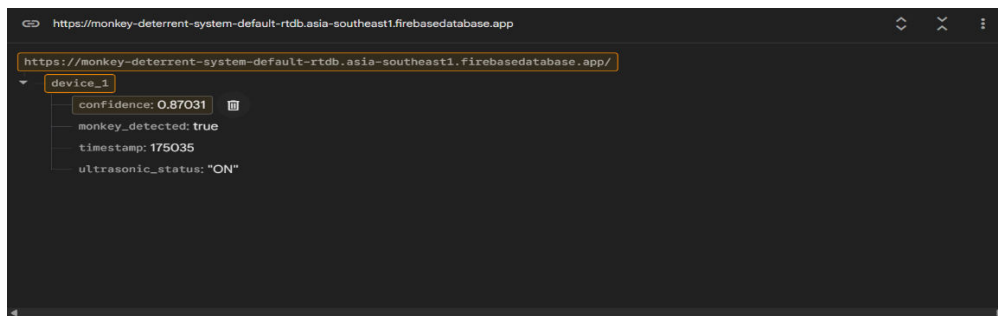 https://monkey-deterrent-system-default-rtdb.asia-southeast1.firebasedatabase.app
https://monkey-deterrent-system-default-rtdb.asia-southeast1.firebasedatabase.app/
device_1
confidence: 0.87031
monkey_detected: true
timestamp: 175035
ultrasonic_status: "ON"